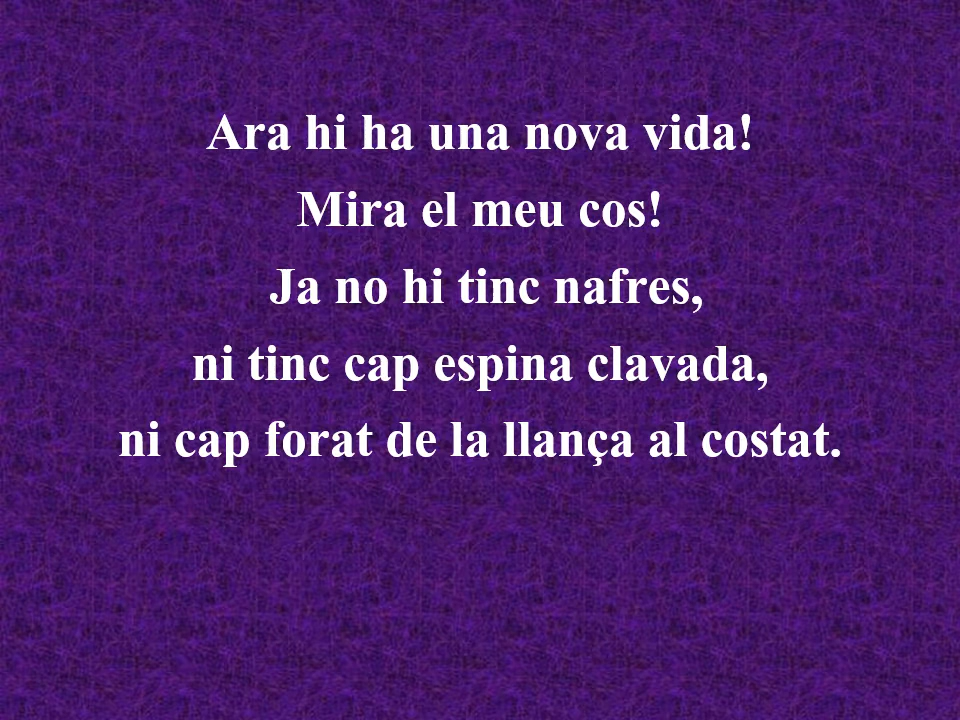 Ara hi ha una nova vida!
Mira el meu cos!
Ja no hi tinc nafres,
ni tinc cap espina clavada,
ni cap forat de la llança al costat.